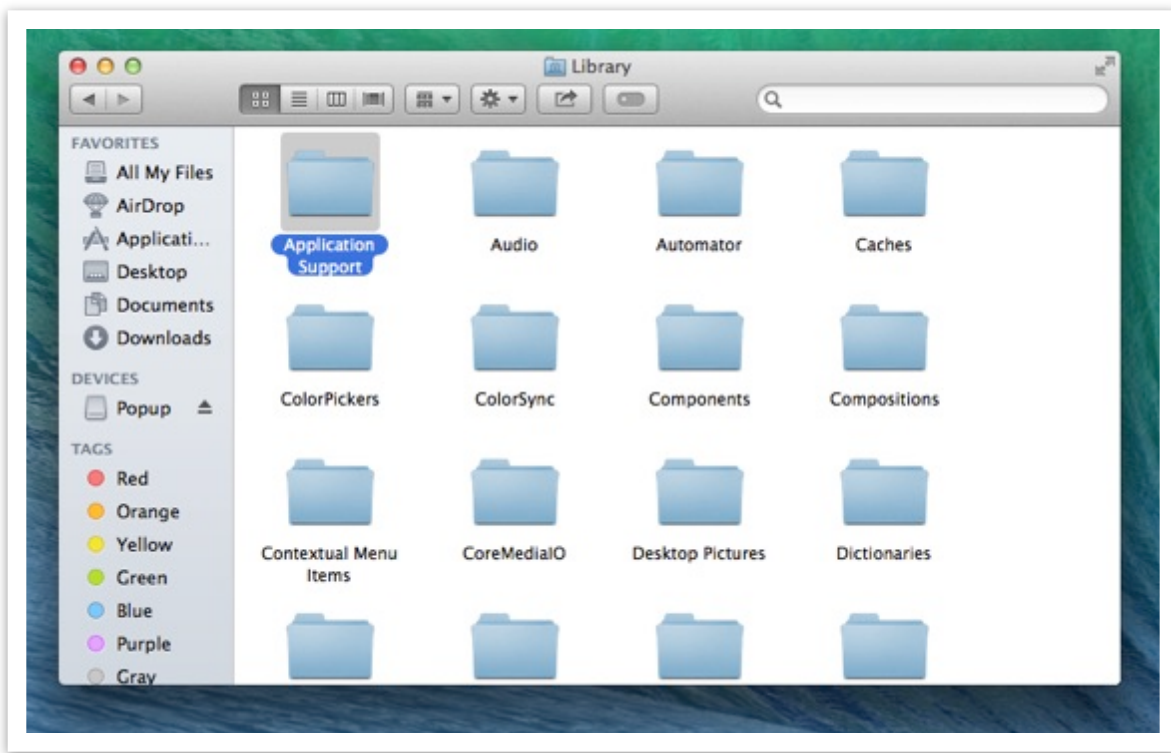 Library
FAVORITES
All My Files
AirDrop
Applicati...
Desktop
Documents
Downloads
DEVICES
Popup
TAGS
Red
Orange
Yellow
Green
Blue
Purple
Gray
Application
Support
Audio
Automator
Caches
ColorPickers
ColorSync
Components
Compositions
Contextual Menu
Items
CoreMediaIO
Desktop Pictures
Dictionaries